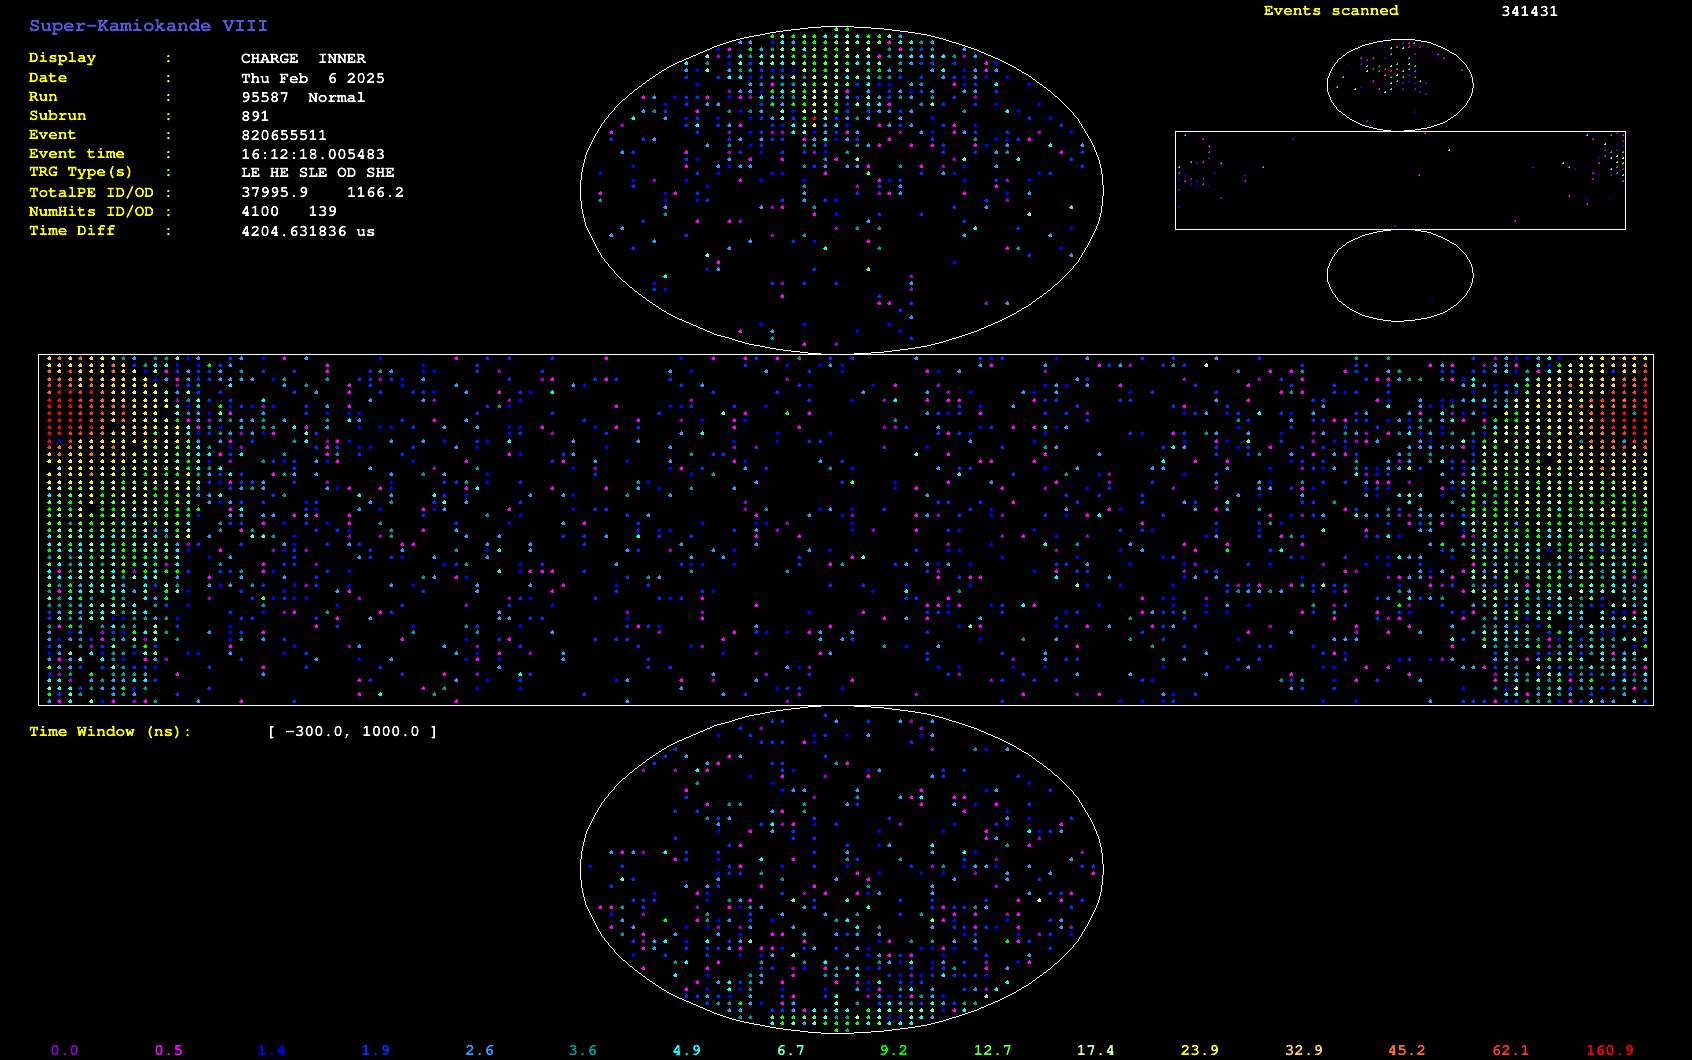 Super-Kamiokande VIII
Events scanned 341431
Display : CHARGE INNER
Date : Thu Feb 6 2025
Run : 95587 Normal
Subrun : 891
Event : 820655511
Event time : 16:12:18.005483
TRG Type(s) : LE HE SLE OD SHE
TotalPE ID/OD : 37995.9 1166.2
NumHits ID/OD : 4100 139
Time Diff : 4204.631836 us
Time Window (ns): [ -300.0, 1000.0 ]
0.0 0.5 1.4 1.9 2.6 3.6 4.9 6.7 9.2 12.7 17.4 23.9 32.9 45.2 62.1 160.9